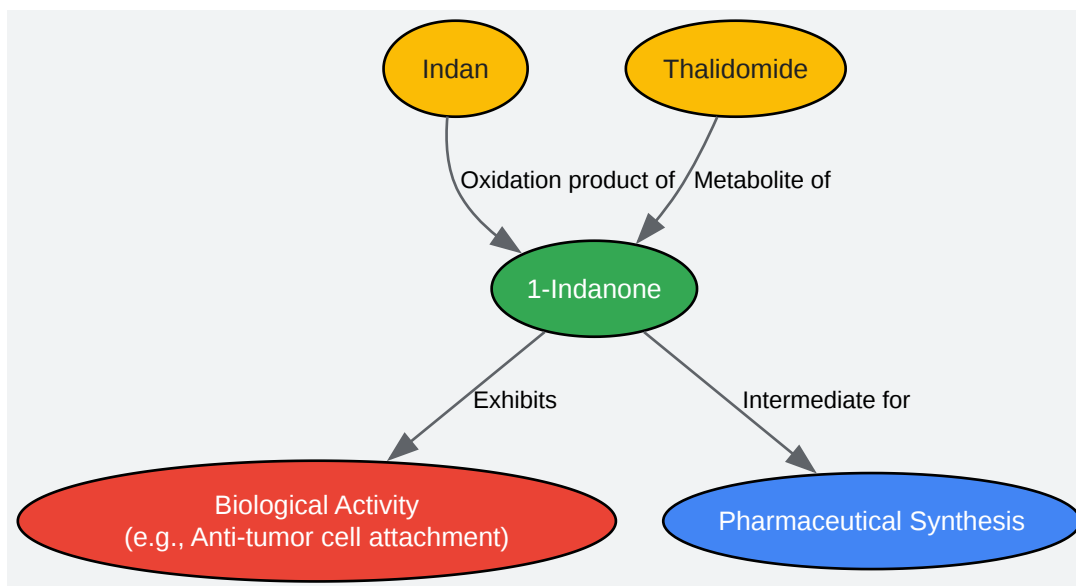 Indan
Thalidomide
Oxidation product of
Metabolite of
1-Indanone
Exhibits
Intermediate for
Biological Activity
(e.g., Anti-tumor cell attachment)
Pharmaceutical Synthesis